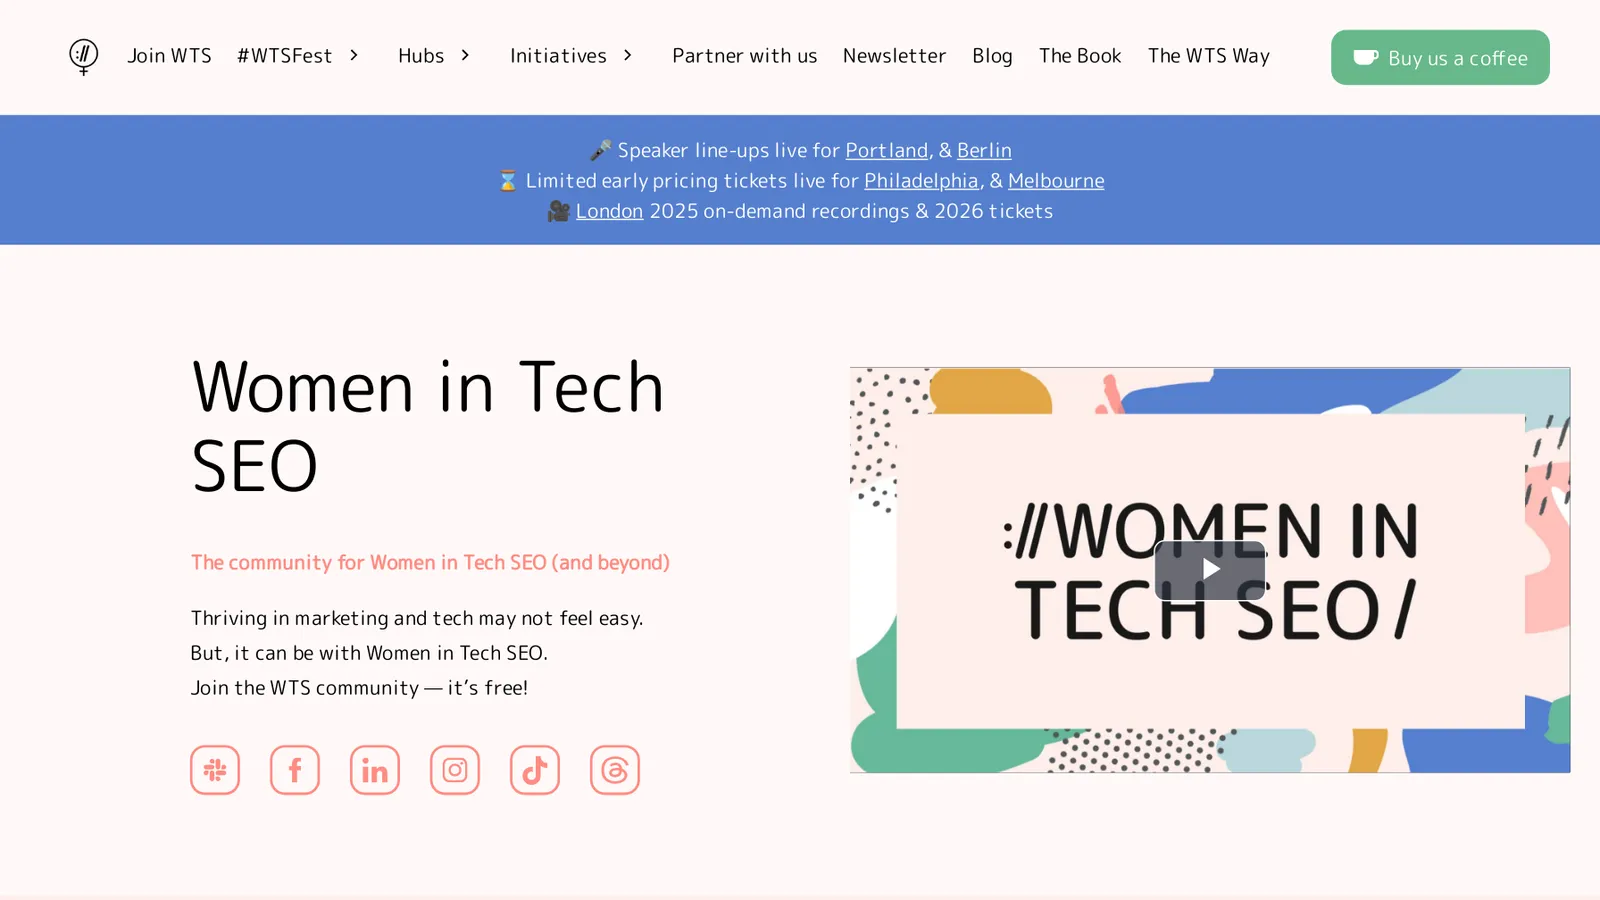 Join WTS #WTSFest Hubs Initiatives Partner with us Newsletter Blog The Book The WTS Way Buy us a coffee
Speaker line-ups live for Portland, & Berlin
Limited early pricing tickets live for Philadelphia, & Melbourne
London 2025 on-demand recordings & 2026 tickets
Women in Tech
SEO
The community for Women in Tech SEO (and beyond)
Thriving in marketing and tech may not feel easy.
But, it can be with Women in Tech SEO.
Join the WTS community — it’s free!
://WOMEN IN
TECH SEO/